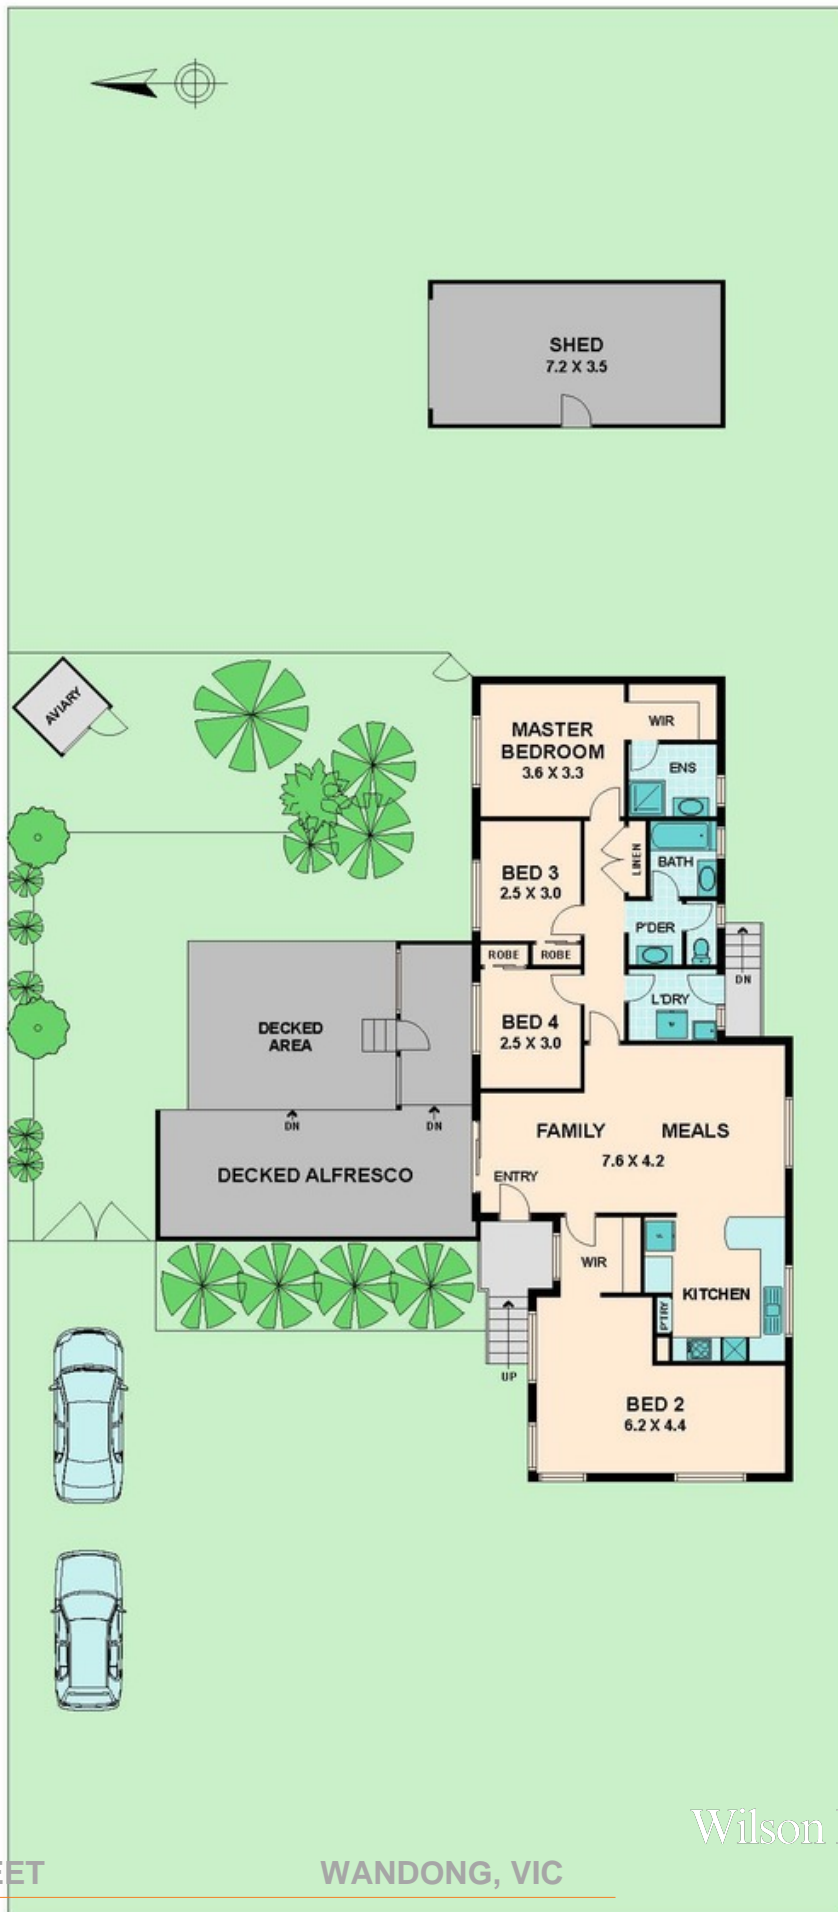 SHED
7.2 X 3.5
AVIARY
MASTER
BEDROOM
3.6 X 3.3
WIR
ENS
BED 3
2.5 X 3.0
LINEN
BATH
P'DER
ROBE
ROBE
DECKED
AREA
BED 4
2.5 X 3.0
L'DRY
DN
DN
DN
FAMILY
MEALS
7.6 X 4.2
DECKED ALFRESCO
ENTRY
WIR
KITCHEN
P'TRY
UP
BED 2
6.2 X 4.4
Wilson
EET
WANDONG, VIC